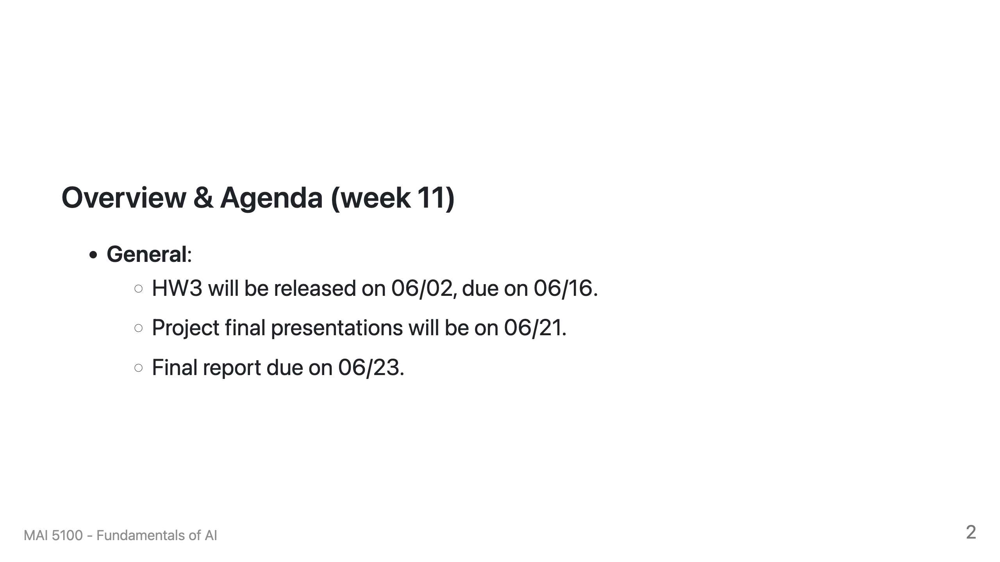 Overview & Agenda (week 11)
• General:
○ HW3 will be released on 06/02, due on 06/16.
○ Project final presentations will be on 06/21.
○ Final report due on 06/23.
MAI 5100 - Fundamentals of AI
2